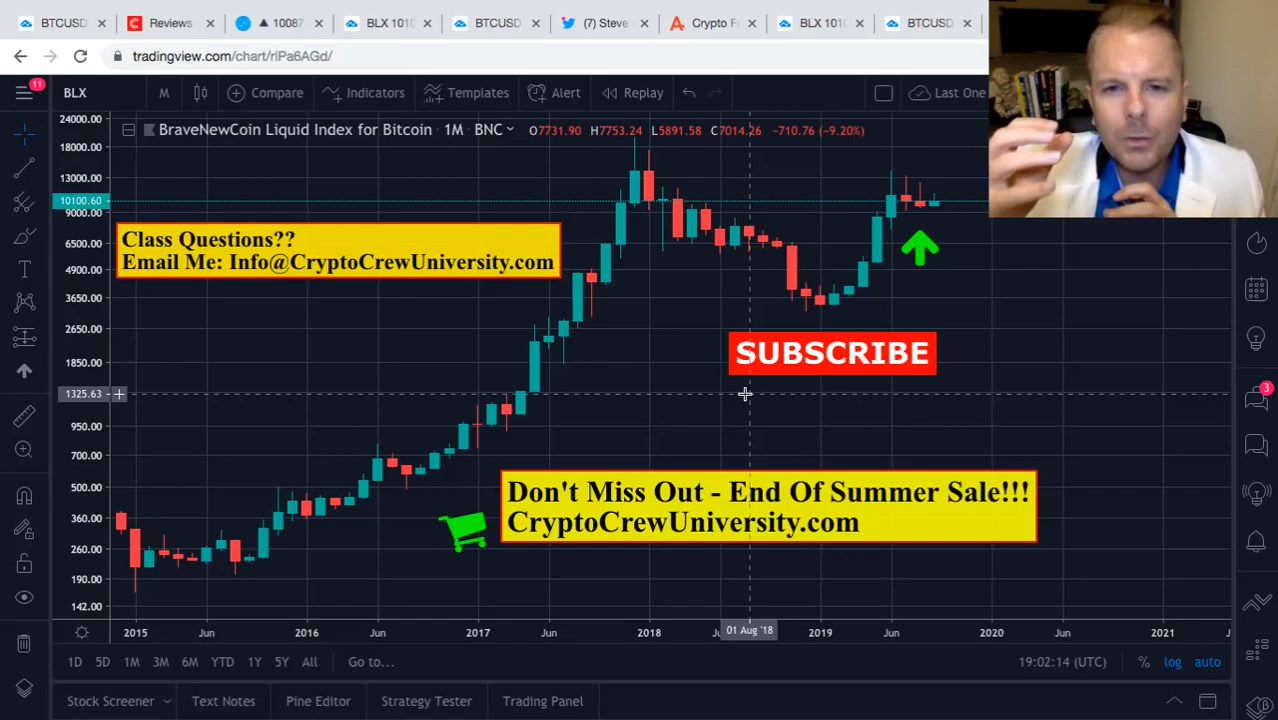 BTCUSD
Reviews -
▲ 10087
BLX 1010
BTCUSD
(7) Steve
Crypto F
BLX 1010
BTCUSD
tradingview.com/chart/rlPa6AGd/
11
BLX
M
Compare
Indicators
Templates
Alert
Replay
Last One
BraveNewCoin Liquid Index for Bitcoin · 1M · BNC
O7731.90 H7753.24 L5891.58 C7014.26 -710.76 (-9.20%)
24000.00
18000.00
13000.00
10100.60
9000.00
6500.00
4900.00
3650.00
2650.00
1850.00
1325.63
950.00
700.00
500.00
360.00
260.00
190.00
142.00
Class Questions??
Email Me: Info@CryptoCrewUniversity.com
SUBSCRIBE
Don't Miss Out - End Of Summer Sale!!!
CryptoCrewUniversity.com
3
2015 Jun 2016 Jun 2017 Jun 2018 01 Aug '18 2019 Jun 2020 Jun 2021
1D 5D 1M 3M 6M YTD 1Y 5Y All Go to...
19:02:14 (UTC) % log auto
Stock Screener Text Notes Pine Editor Strategy Tester Trading Panel